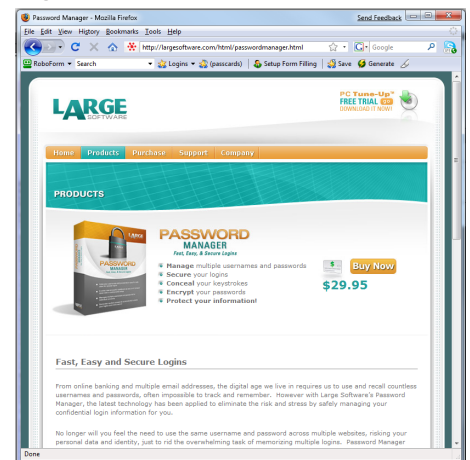 Password Manager - Mozilla Firefox
Send Feedback
File Edit View History Bookmarks Tools Help
http://largesoftware.com/html/passwordmanager.html
Google
RoboForm Search Logins (passcards) Setup Form Filling Save Generate
LARGE
SOFTWARE
PC Tune-Up™
FREE TRIAL
DOWNLOAD IT NOW!
Home Products Purchase Support Company
PRODUCTS
LARGE
PASSWORD
MANAGER
PASSWORD
MANAGER
Fast, Easy, & Secure Logins
Manage multiple usernames and passwords
Secure your logins
Conceal your keystrokes
Encrypt your passwords
Protect your information!
Buy Now
$29.95
Fast, Easy and Secure Logins
From online banking and multiple email addresses, the digital age we live in requires us to use and recall countless
usernames and passwords, often impossible to track and remember. However with Large Software's Password
Manager, the latest technology has been applied to eliminate the risk and stress by safely managing your
confidential login information for you.
No longer will you feel the need to use the same username and password across multiple websites, risking your
personal data and identity, just to rid the overwhelming task of memorizing multiple logins. Password Manager
Done